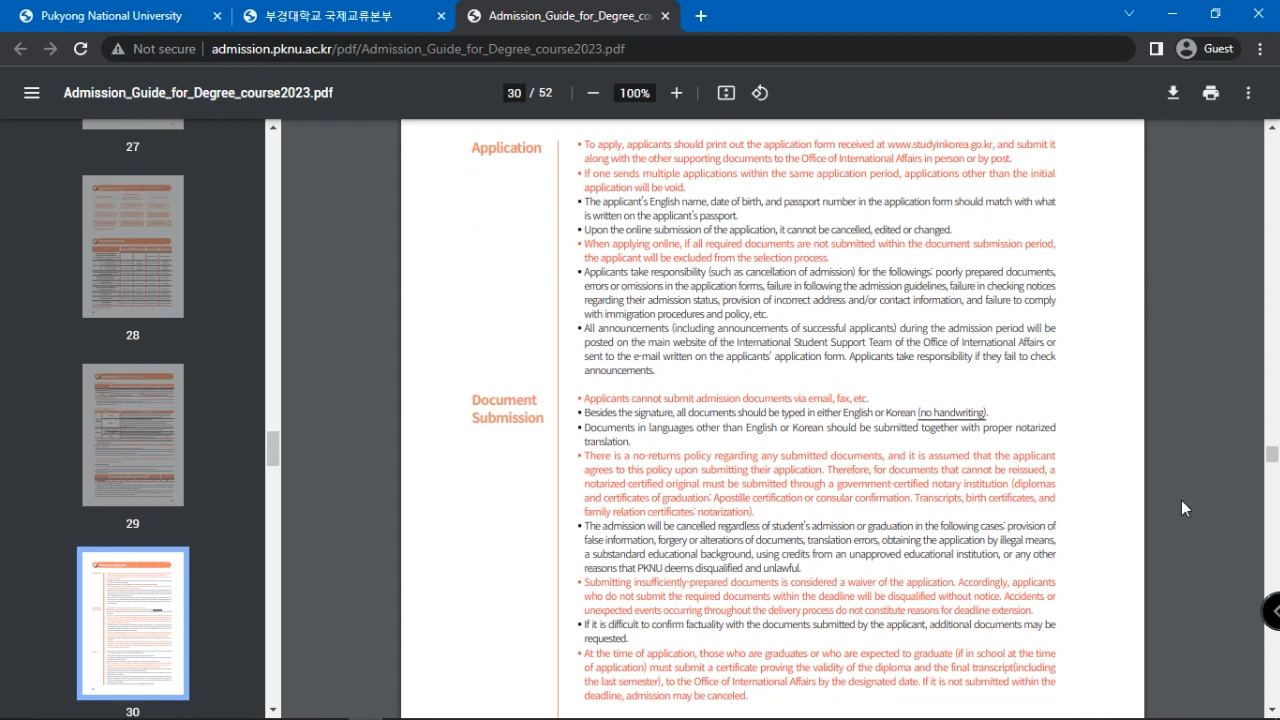 Pukyong National University
부경대학교 국제교류본부
Admission_Guide_for_Degree_co
Not secure
admission.pknu.ac.kr/pdf/Admission_Guide_for_Degree_course2023.pdf
Guest
Admission_Guide_for_Degree_course2023.pdf
30 / 52
100%
27
28
29
30
Application
▪ To apply, applicants should print out the application form received at www.studyinkorea.go.kr, and submit it
along with the other supporting documents to the Office of International Affairs in person or by post.
▪ If one sends multiple applications within the same application period, applications other than the initial
application will be void.
▪ The applicant's English name, date of birth, and passport number in the application form should match with what
is written on the applicant's passport.
▪ Upon the online submission of the application, it cannot be cancelled, edited or changed.
▪ When applying online, if all required documents are not submitted within the document submission period,
the applicant will be excluded from the selection process.
▪ Applicants take responsibility (such as cancellation of admission) for the followings: poorly prepared documents,
errors or omissions in the application forms, failure in following the admission guidelines, failure in checking notices
regarding their admission status, provision of incorrect address and/or contact information, and failure to comply
with immigration procedures and policy, etc.
▪ All announcements (including announcements of successful applicants) during the admission period will be
posted on the main website of the International Student Support Team of the Office of International Affairs or
sent to the e-mail written on the applicants' application form. Applicants take responsibility if they fail to check
announcements.
Document
Submission
▪ Applicants cannot submit admission documents via email, fax, etc.
▪ Besides the signature, all documents should be typed in either English or Korean (no handwriting).
▪ Documents in languages other than English or Korean should be submitted together with proper notarized
translation.
▪ There is a no-returns policy regarding any submitted documents, and it is assumed that the applicant
agrees to this policy upon submitting their application. Therefore, for documents that cannot be reissued, a
notarized-certified original must be submitted through a government-certified notary institution (diplomas
and certificates of graduation: Apostille certification or consular confirmation. Transcripts, birth certificates, and
family relation certificates: notarization).
▪ The admission will be cancelled regardless of student's admission or graduation in the following cases: provision of
false information, forgery or alterations of documents, translation errors, obtaining the application by illegal means,
a substandard educational background, using credits from an unapproved educational institution, or any other
reasons that PKNU deems disqualified and unlawful.
▪ Submitting insufficiently-prepared documents is considered a waiver of the application. Accordingly, applicants
who do not submit the required documents within the deadline will be disqualified without notice. Accidents or
unexpected events occurring throughout the delivery process do not constitute reasons for deadline extension.
▪ If it is difficult to confirm factuality with the documents submitted by the applicant, additional documents may be
requested.
▪ At the time of application, those who are graduates or who are expected to graduate (if in school at the time
of application) must submit a certificate proving the validity of the diploma and the final transcript(including
the last semester), to the Office of International Affairs by the designated date. If it is not submitted within the
deadline, admission may be canceled.